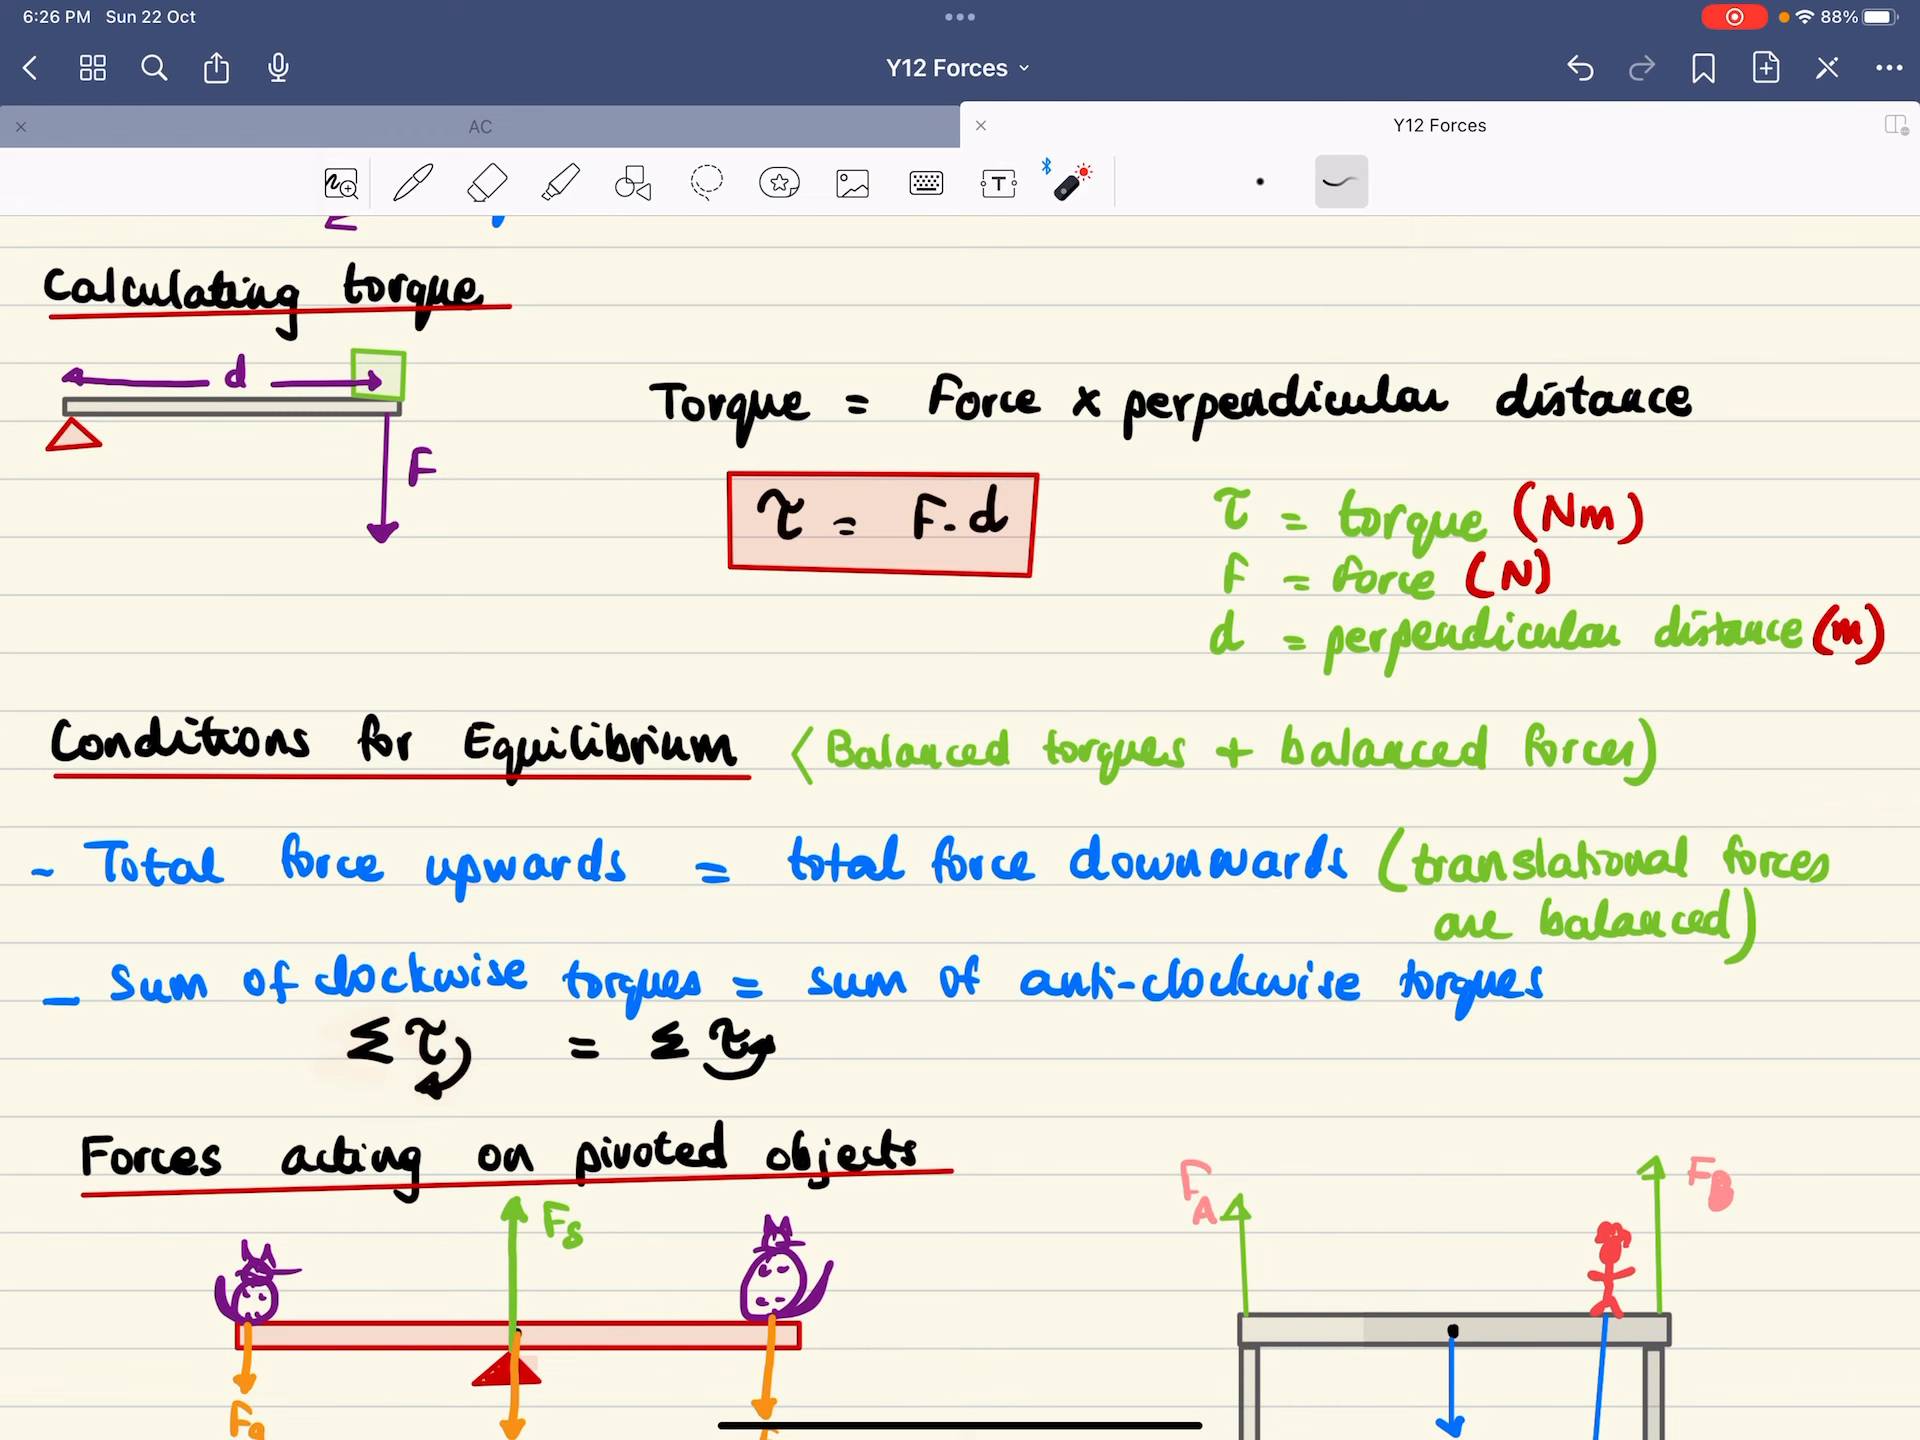 6:26 PM Sun 22 Oct
88%
Y12 Forces
AC
Y12 Forces
T
Calculating torque
d
F
Torque = Force x perpendicular distance
τ = F.d
τ = torque (Nm)
F = force (N)
d = perpendicular distance (m)
Conditions for Equilibrium (Balanced torques + balanced forces)
- Total force upwards = total force downwards (translational forces
are balanced)
- sum of clockwise torques = sum of anti-clockwise torques
Στ = Στ
Forces acting on pivoted objects
FA
FB
FS